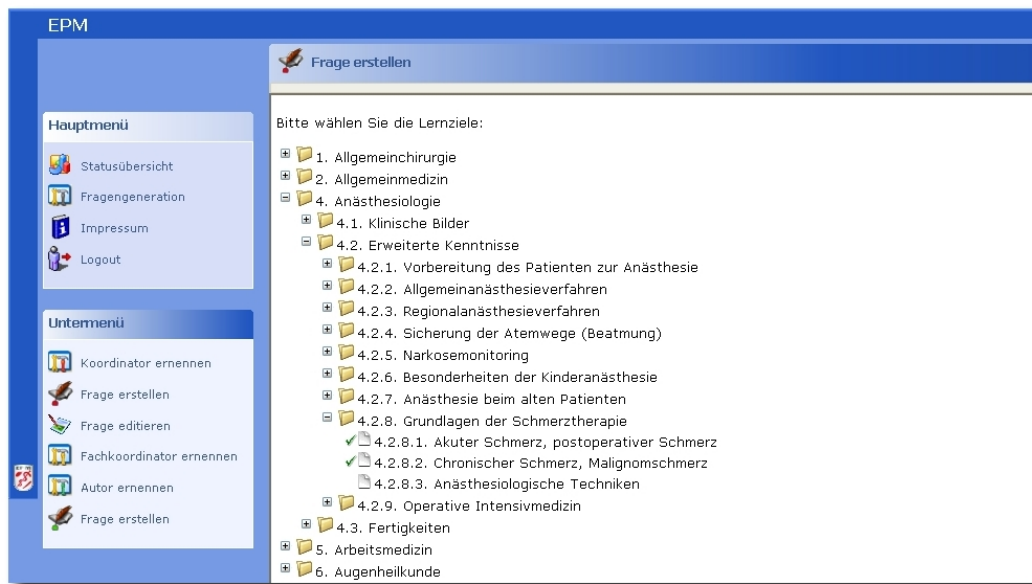 EPM
Frage erstellen
Hauptmenü
Statusübersicht
Fragengeneration
Impressum
Logout
Untermenü
Koordinator ernennen
Frage erstellen
Frage editieren
Fachkoordinator ernennen
Autor ernennen
Frage erstellen
Bitte wählen Sie die Lernziele:
1. Allgemeinchirurgie
2. Allgemeinmedizin
4. Anästhesiologie
4.1. Klinische Bilder
4.2. Erweiterte Kenntnisse
4.2.1. Vorbereitung des Patienten zur Anästhesie
4.2.2. Allgemeinanästhesieverfahren
4.2.3. Regionalanästhesieverfahren
4.2.4. Sicherung der Atemwege (Beatmung)
4.2.5. Narkosemonitoring
4.2.6. Besonderheiten der Kinderanästhesie
4.2.7. Anästhesie beim alten Patienten
4.2.8. Grundlagen der Schmerztherapie
4.2.8.1. Akuter Schmerz, postoperativer Schmerz
4.2.8.2. Chronischer Schmerz, Malignomschmerz
4.2.8.3. Anästhesiologische Techniken
4.2.9. Operative Intensivmedizin
4.3. Fertigkeiten
5. Arbeitsmedizin
6. Augenheilkunde